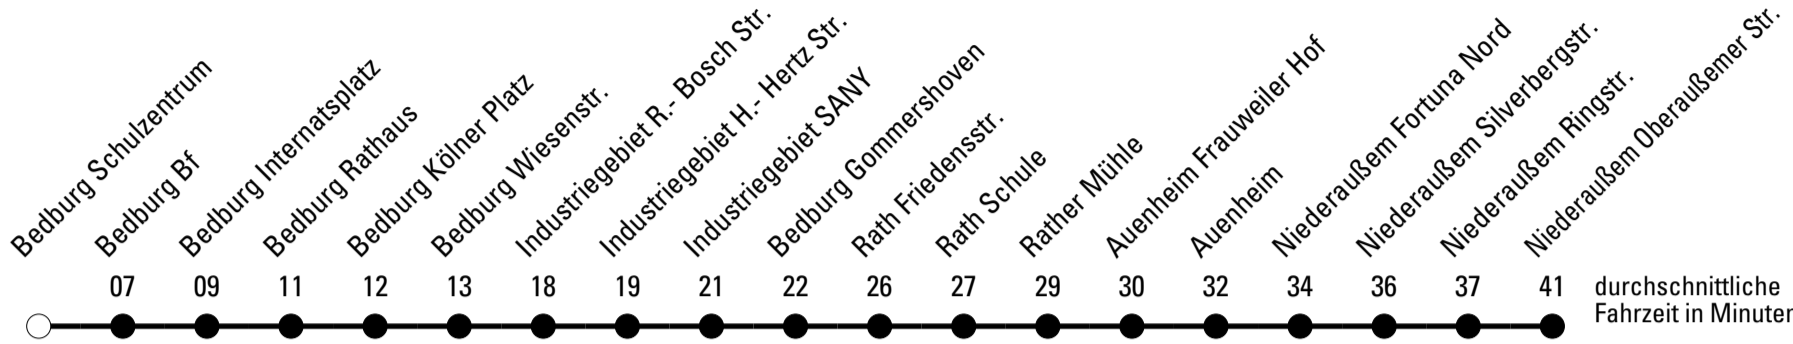 Bedburg Schulzentrum
Bedburg Bf
Bedburg Internatsplatz
Bedburg Rathaus
Bedburg Kölner Platz
Bedburg Wiesenstr.
Industriegebiet R.- Bosch Str.
Industriegebiet H.- Hertz Str.
Industriegebiet SANY
Bedburg Gommershoven
Rath Friedensstr.
Rath Schule
Rather Mühle
Auenheim Frauweiler Hof
Auenheim
Niederaußem Fortuna Nord
Niederaußem Silverbergstr.
Niederaußem Ringstr.
Niederaußem Oberaußemer Str.
07 09 11 12 13 18 19 21 22 26 27 29 30 32 34 36 37 41
durchschnittliche
Fahrzeit in Minuten